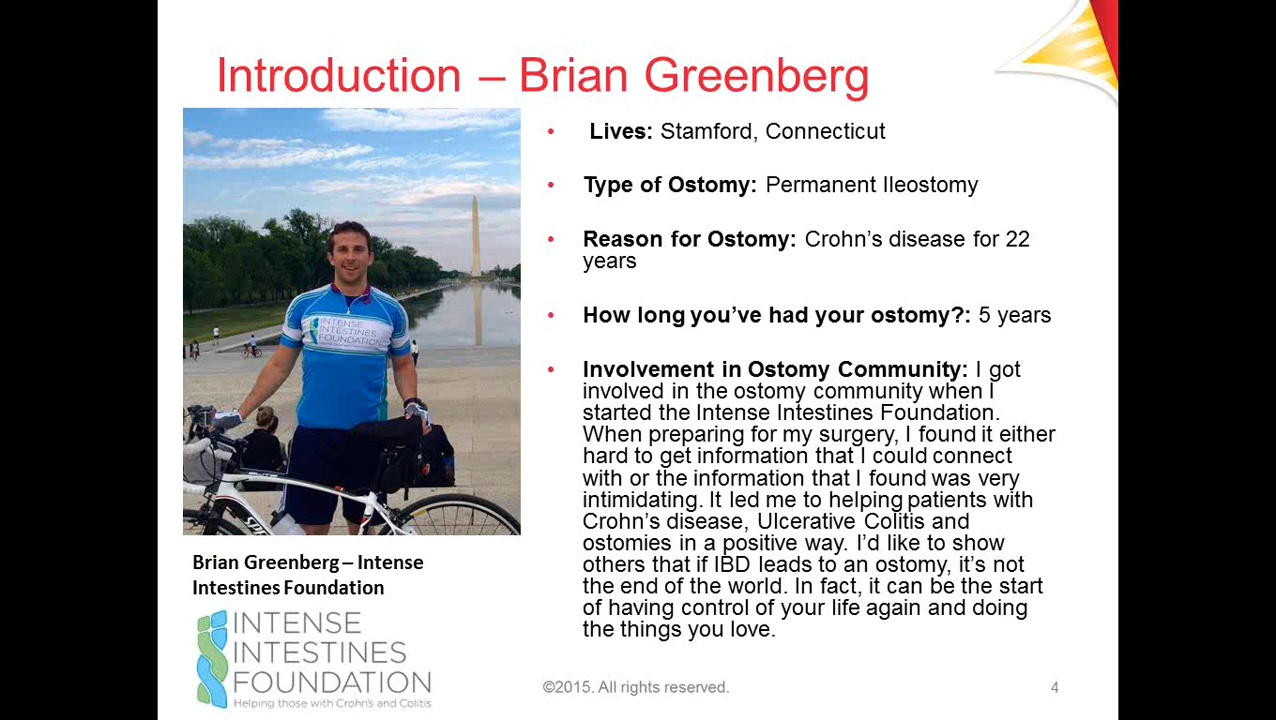 Introduction – Brian Greenberg
• Lives: Stamford, Connecticut
• Type of Ostomy: Permanent Ileostomy
• Reason for Ostomy: Crohn’s disease for 22
years
• How long you’ve had your ostomy?: 5 years
• Involvement in Ostomy Community: I got
involved in the ostomy community when I
started the Intense Intestines Foundation.
When preparing for my surgery, I found it either
hard to get information that I could connect
with or the information that I found was very
intimidating. It led me to helping patients with
Crohn’s disease, Ulcerative Colitis and
ostomies in a positive way. I’d like to show
others that if IBD leads to an ostomy, it’s not
the end of the world. In fact, it can be the start
of having control of your life again and doing
the things you love.
INTENSE
INTESTINES
FOUNDATION
Brian Greenberg – Intense
Intestines Foundation
INTENSE
INTESTINES
FOUNDATION
Helping those with Crohn's and Colitis
©2015. All rights reserved.
4